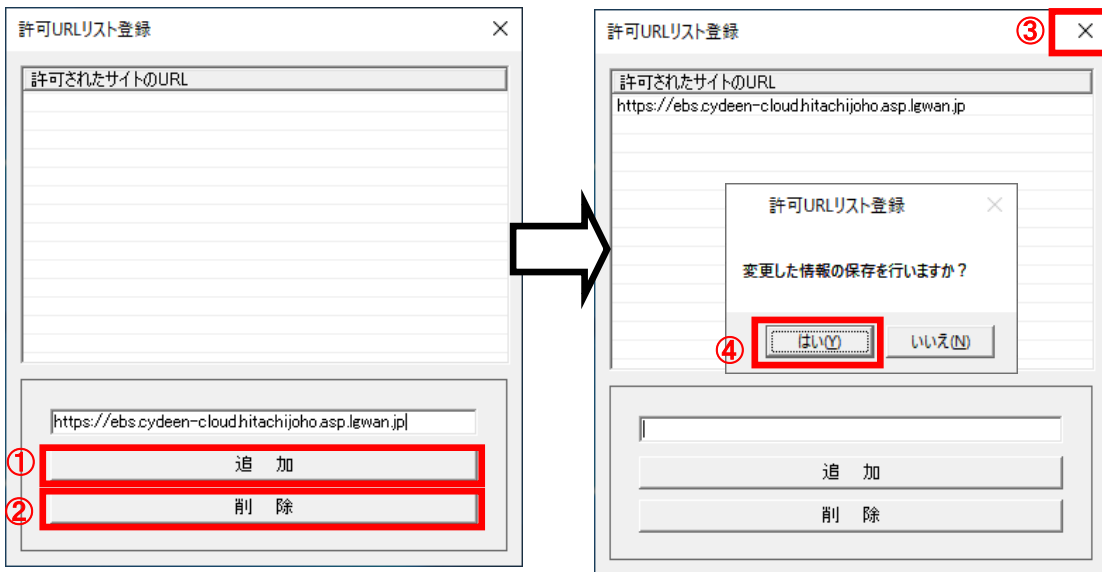 許可URLリスト登録
許可されたサイトのURL
https://ebs.cydeen-cloud.hitachijoho.asp.lgwan.jp
① 追 加
② 削 除
許可URLリスト登録 ③
許可されたサイトのURL
https://ebs.cydeen-cloud.hitachijoho.asp.lgwan.jp
許可URLリスト登録
変更した情報の保存を行いますか？
④ はい(Y) いいえ(N)
追 加
削 除